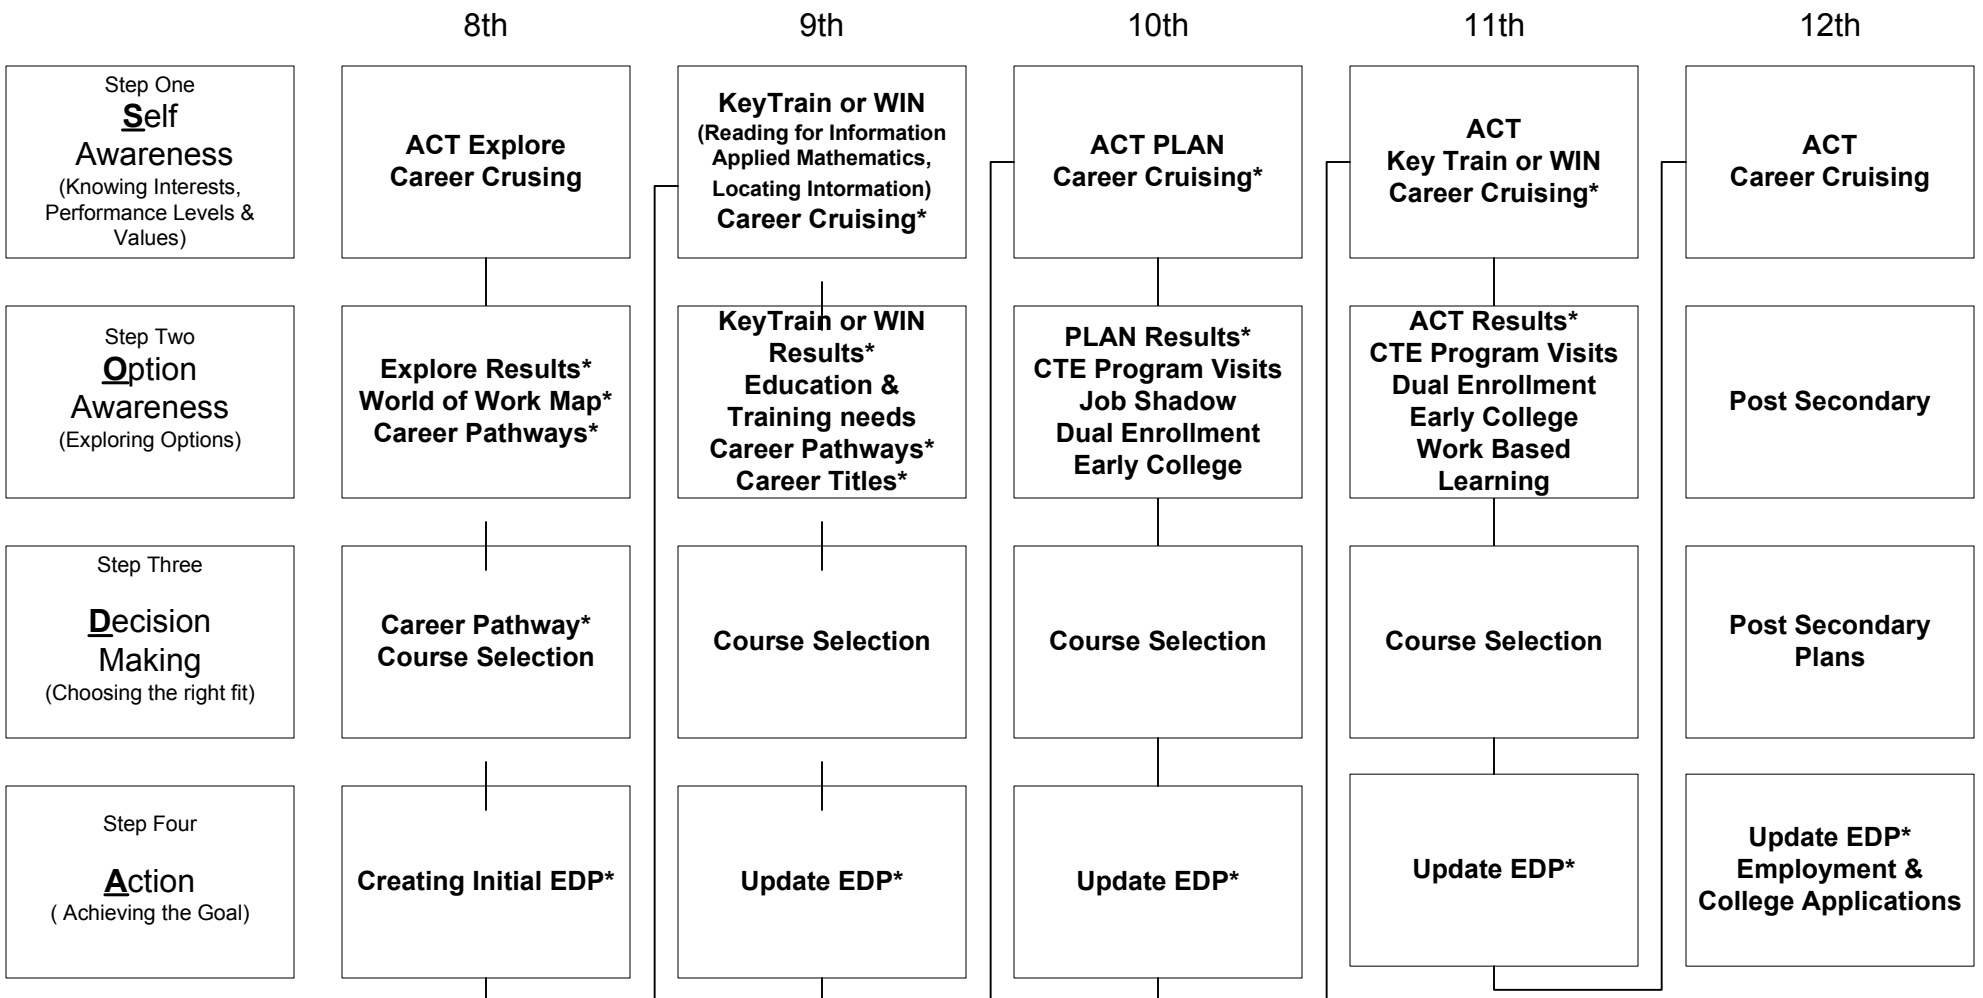 8th
9th
10th
11th
12th
Step One
Self
Awareness
(Knowing Interests,
Performance Levels &
Values)
ACT Explore
Career Crusing
KeyTrain or WIN
(Reading for Information
Applied Mathematics,
Locating Intormation)
Career Cruising*
ACT PLAN
Career Cruising*
ACT
Key Train or WIN
Career Cruising*
ACT
Career Cruising
Step Two
Option
Awareness
(Exploring Options)
Explore Results*
World of Work Map*
Career Pathways*
KeyTrain or WIN
Results*
Education &
Training needs
Career Pathways*
Career Titles*
PLAN Results*
CTE Program Visits
Job Shadow
Dual Enrollment
Early College
ACT Results*
CTE Program Visits
Dual Enrollment
Early College
Work Based
Learning
Post Secondary
Step Three
Decision
Making
(Choosing the right fit)
Career Pathway*
Course Selection
Course Selection
Course Selection
Course Selection
Post Secondary
Plans
Step Four
Action
( Achieving the Goal)
Creating Initial EDP*
Update EDP*
Update EDP*
Update EDP*
Update EDP*
Employment &
College Applications